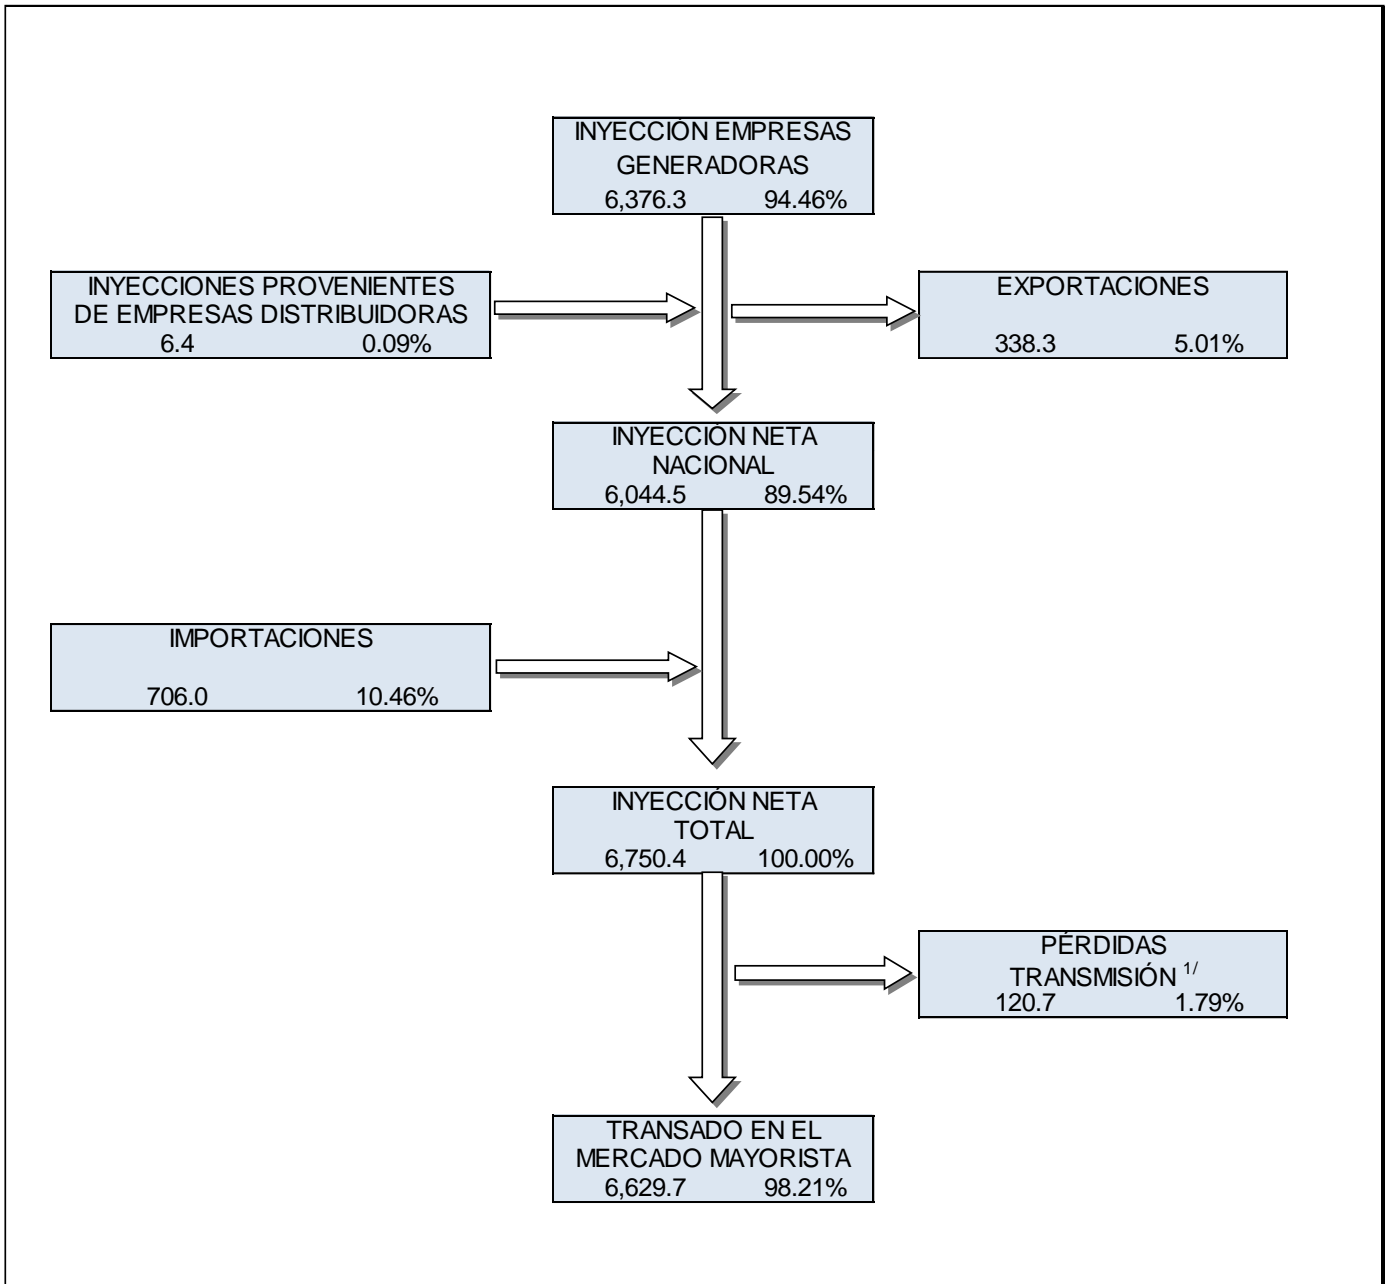 INYECCIÓN EMPRESAS
GENERADORAS
6,376.3 94.46%
INYECCIONES PROVENIENTES
DE EMPRESAS DISTRIBUIDORAS
6.4 0.09%
EXPORTACIONES
338.3 5.01%
INYECCIÓN NETA
NACIONAL
6,044.5 89.54%
IMPORTACIONES
706.0 10.46%
INYECCIÓN NETA
TOTAL
6,750.4 100.00%
PÉRDIDAS
TRANSMISIÓN 1/
120.7 1.79%
TRANSADO EN EL
MERCADO MAYORISTA
6,629.7 98.21%